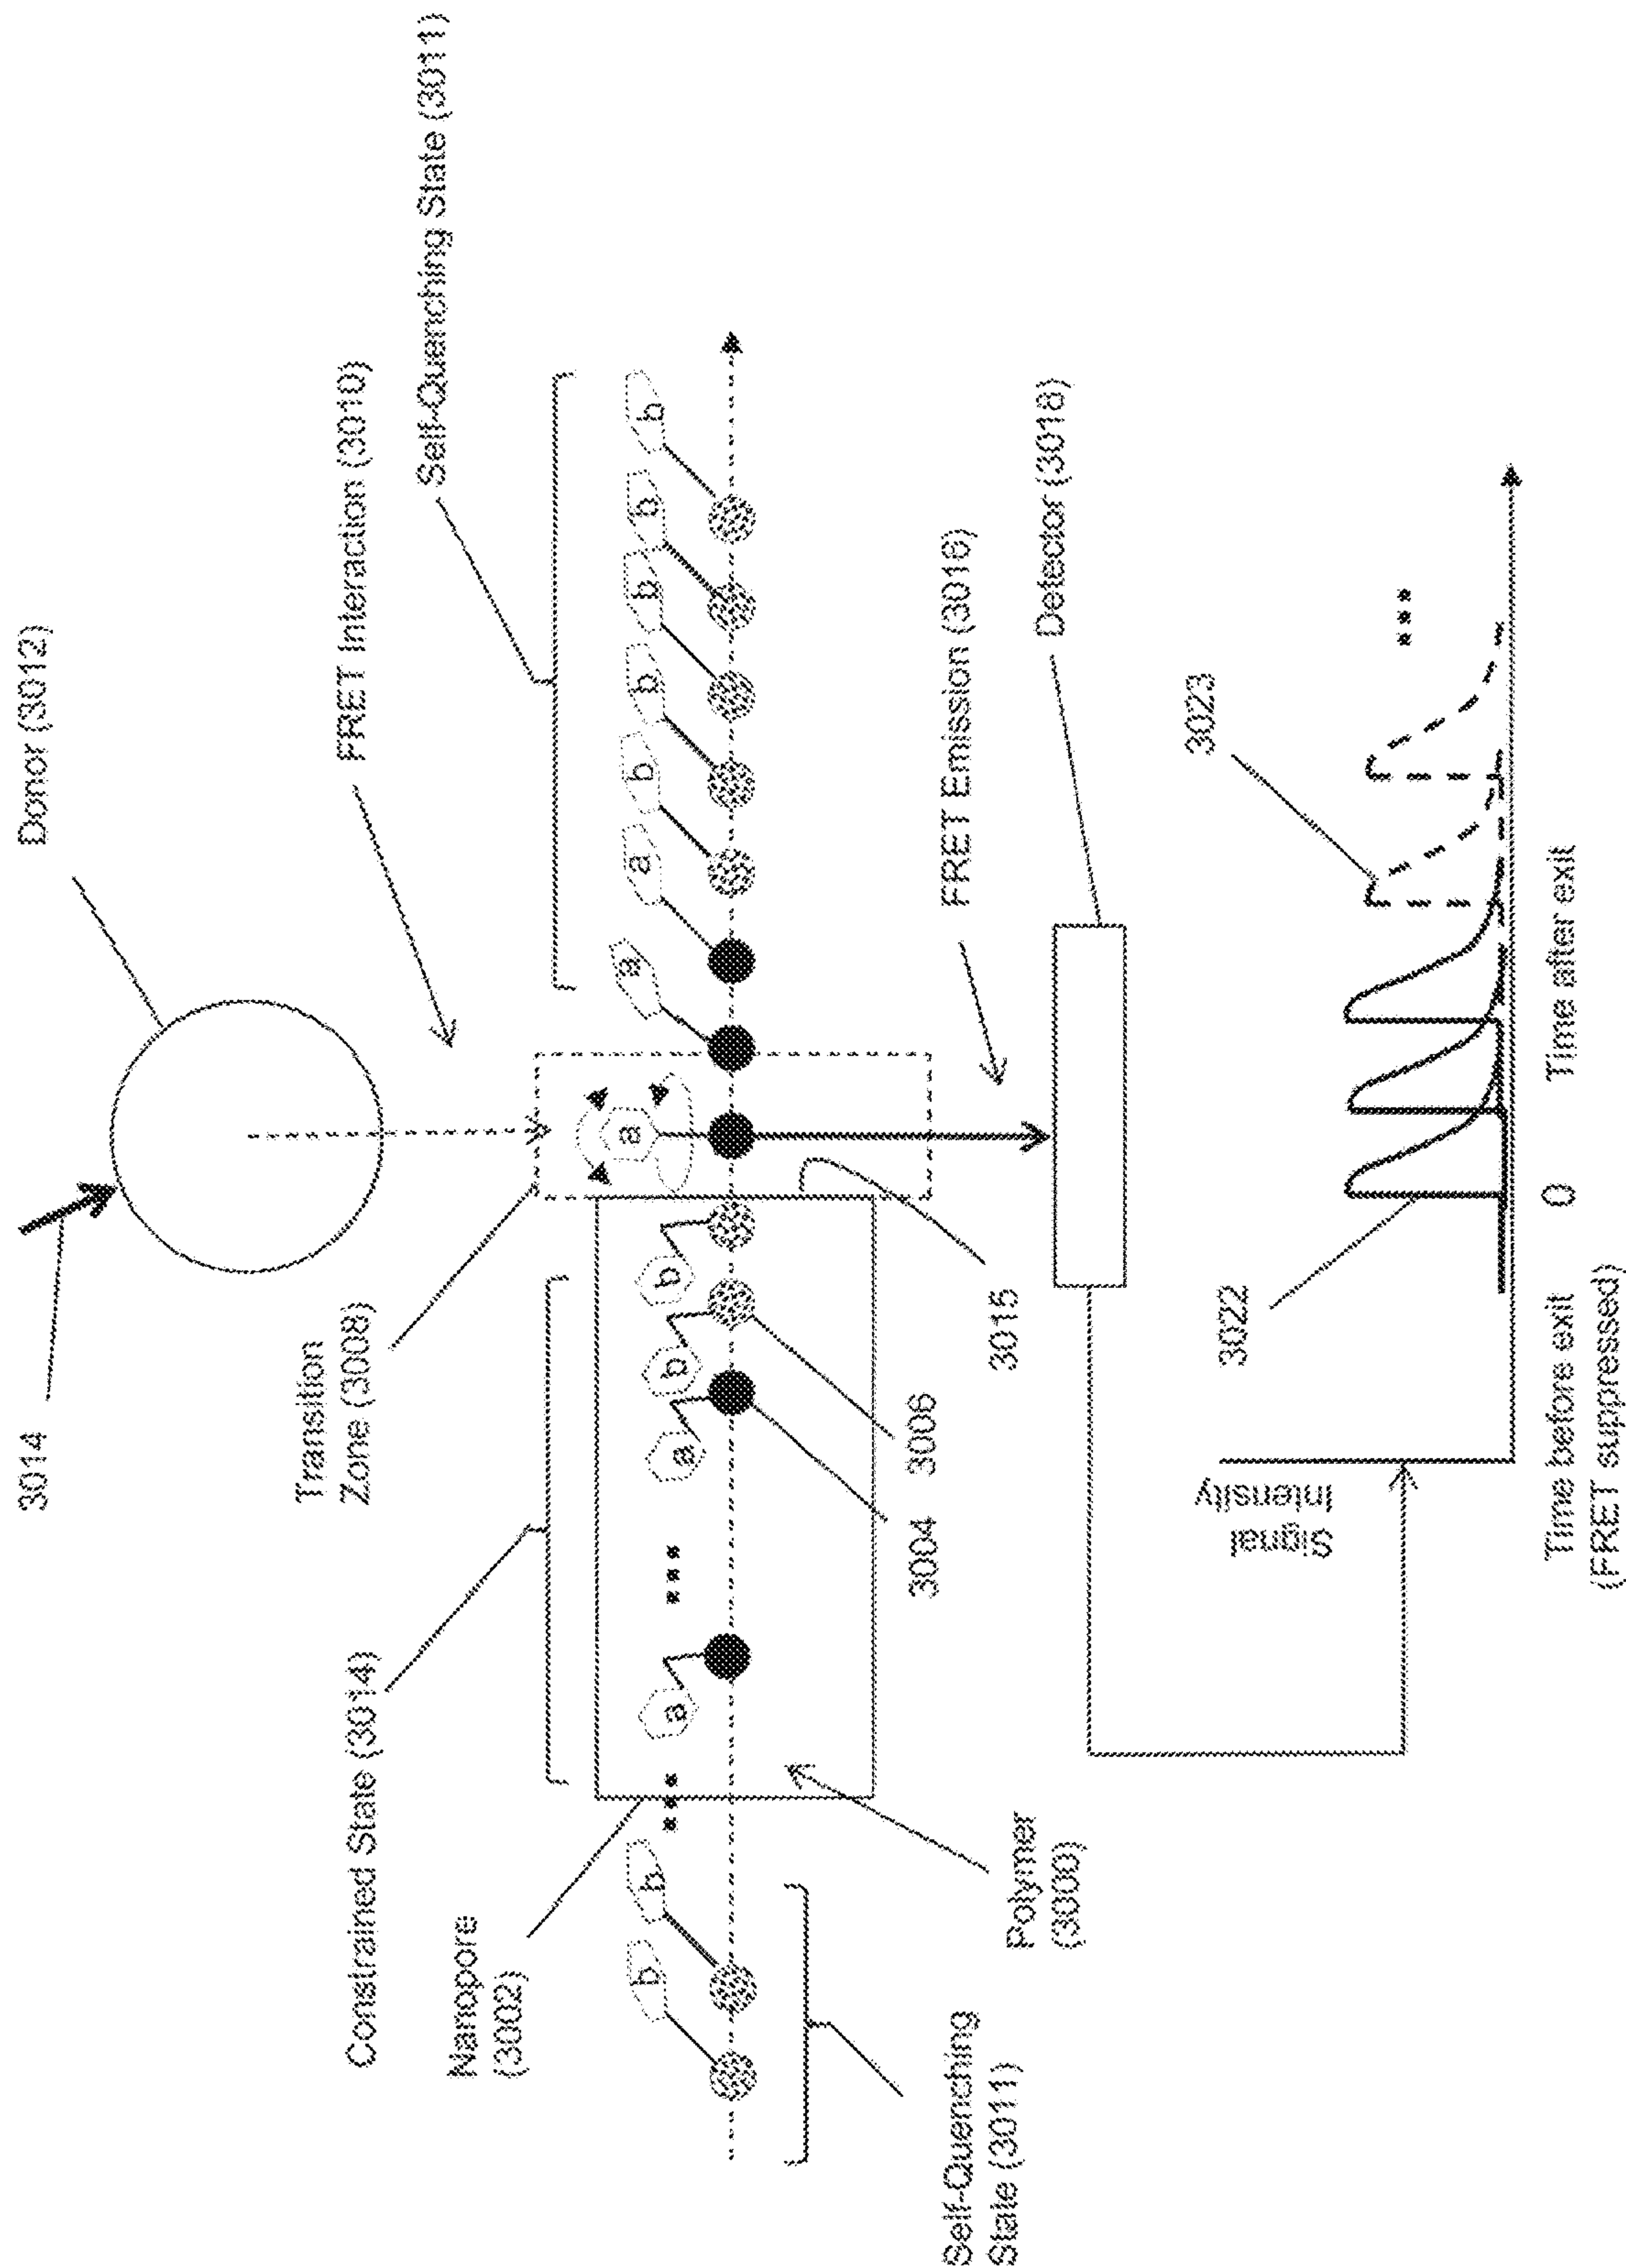 3014
Donor (3012)
Transition
Zone (3008)
FRET Interaction (3010)
Constrained State (3014)
Self-Quenching State (3011)
Nanopore
(3002)
b
b
a
a
b
b
a
a
a
b
b
b
b
b
3004
3006
3015
FRET Emission (3016)
Self-Quenching
State (3011)
Polymer
(3000)
Detector (3018)
3022
3023
Signal
Intensity
Time before exit
(FRET suppressed)
0
Time after exit